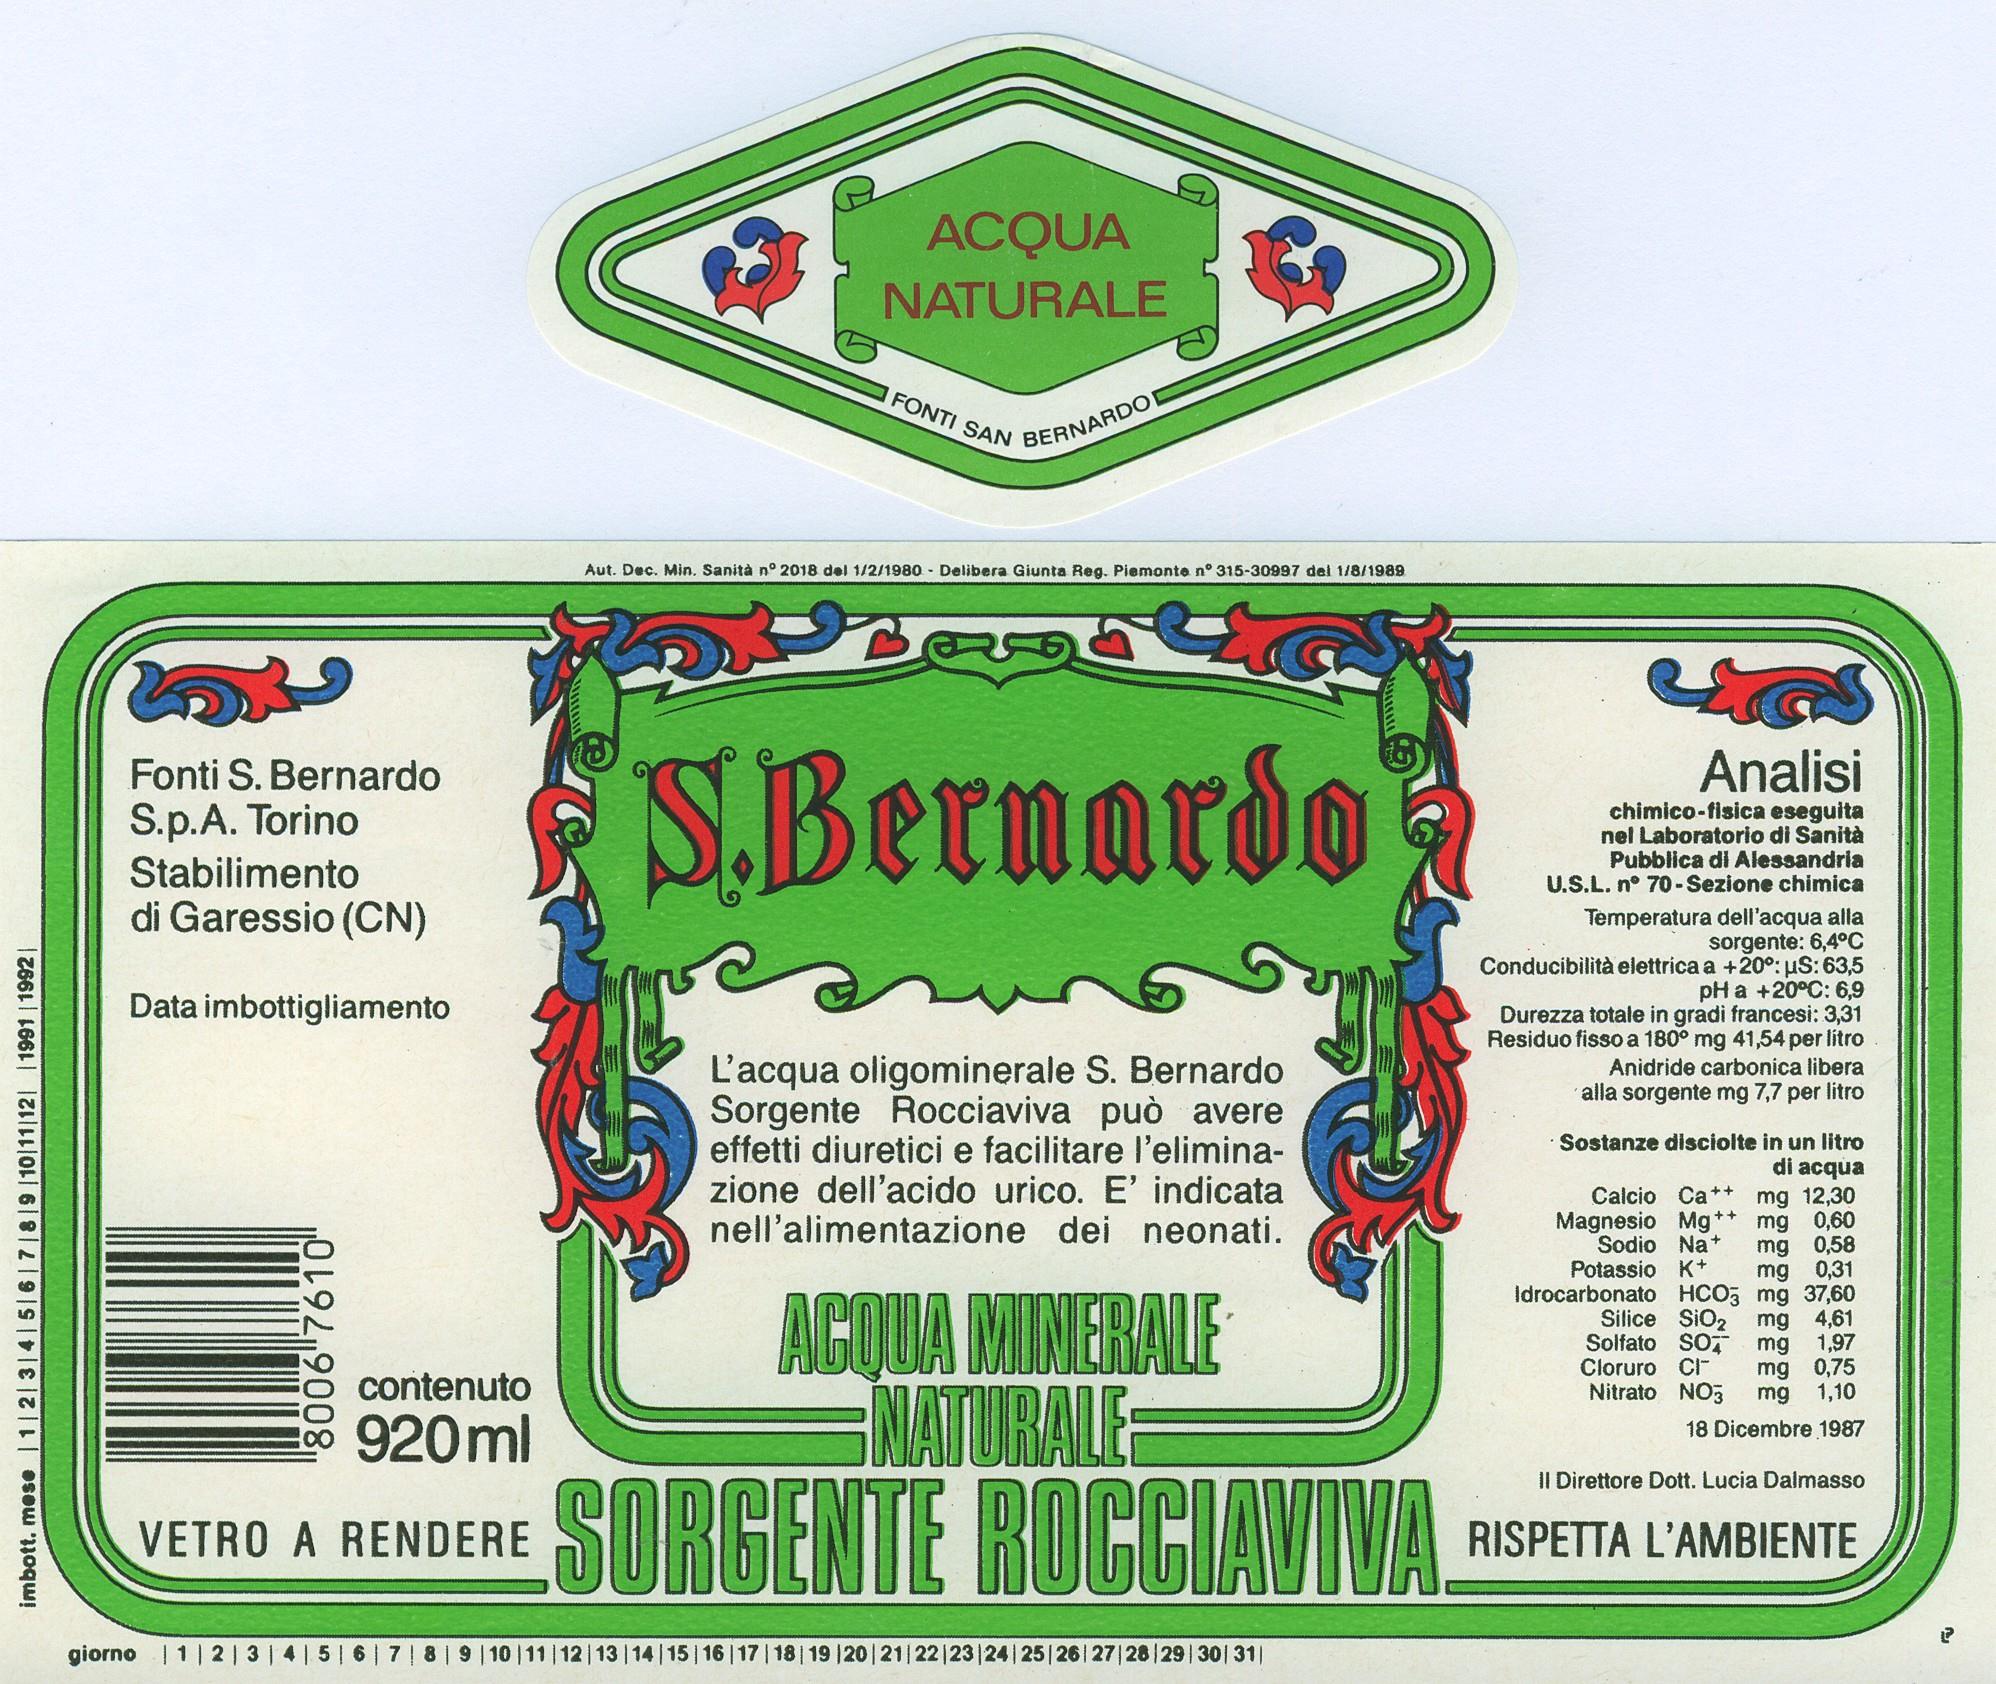 ACQUA
NATURALE
FONTI SAN BERNARDO
Aut. Dec. Min. Sanità n° 2018 del 1/2/1980 - Delibera Giunta Reg. Piemonte n° 315-30997 del 1/8/1989
Fonti S. Bernardo
S.p.A. Torino
Stabilimento
di Garessio (CN)
Data imbottigliamento
80067610
contenuto
920 ml
VETRO A RENDERE
S. Bernardo
L'acqua oligominerale S. Bernardo
Sorgente Rocciaviva può avere
effetti diuretici e facilitare l'elimina-
zione dell'acido urico. E' indicata
nell'alimentazione dei neonati.
ACQUA MINERALE
NATURALE
SORGENTE ROCCIAVIVA
Analisi
chimico-fisica eseguita
nel Laboratorio di Sanità
Pubblica di Alessandria
U.S.L. n° 70 - Sezione chimica
Temperatura dell'acqua alla
sorgente: 6,4°C
Conducibilità elettrica a +20°: µS: 63,5
pH a +20°C: 6,9
Durezza totale in gradi francesi: 3,31
Residuo fisso a 180° mg 41,54 per litro
Anidride carbonica libera
alla sorgente mg 7,7 per litro
Sostanze disciolte in un litro
di acqua
Calcio Ca++ mg 12,30
Magnesio Mg++ mg 0,60
Sodio Na+ mg 0,58
Potassio K+ mg 0,31
Idrocarbonato HCO3- mg 37,60
Silice SiO2 mg 4,61
Solfato SO4-- mg 1,97
Cloruro Cl- mg 0,75
Nitrato NO3- mg 1,10
18 Dicembre 1987
Il Direttore Dott. Lucia Dalmasso
RISPETTA L'AMBIENTE
imbott. mese |1|2|3|4|5|6|7|8|9|10|11|12| |1991|1992|
giorno |1|2|3|4|5|6|7|8|9|10|11|12|13|14|15|16|17|18|19|20|21|22|23|24|25|26|27|28|29|30|31|